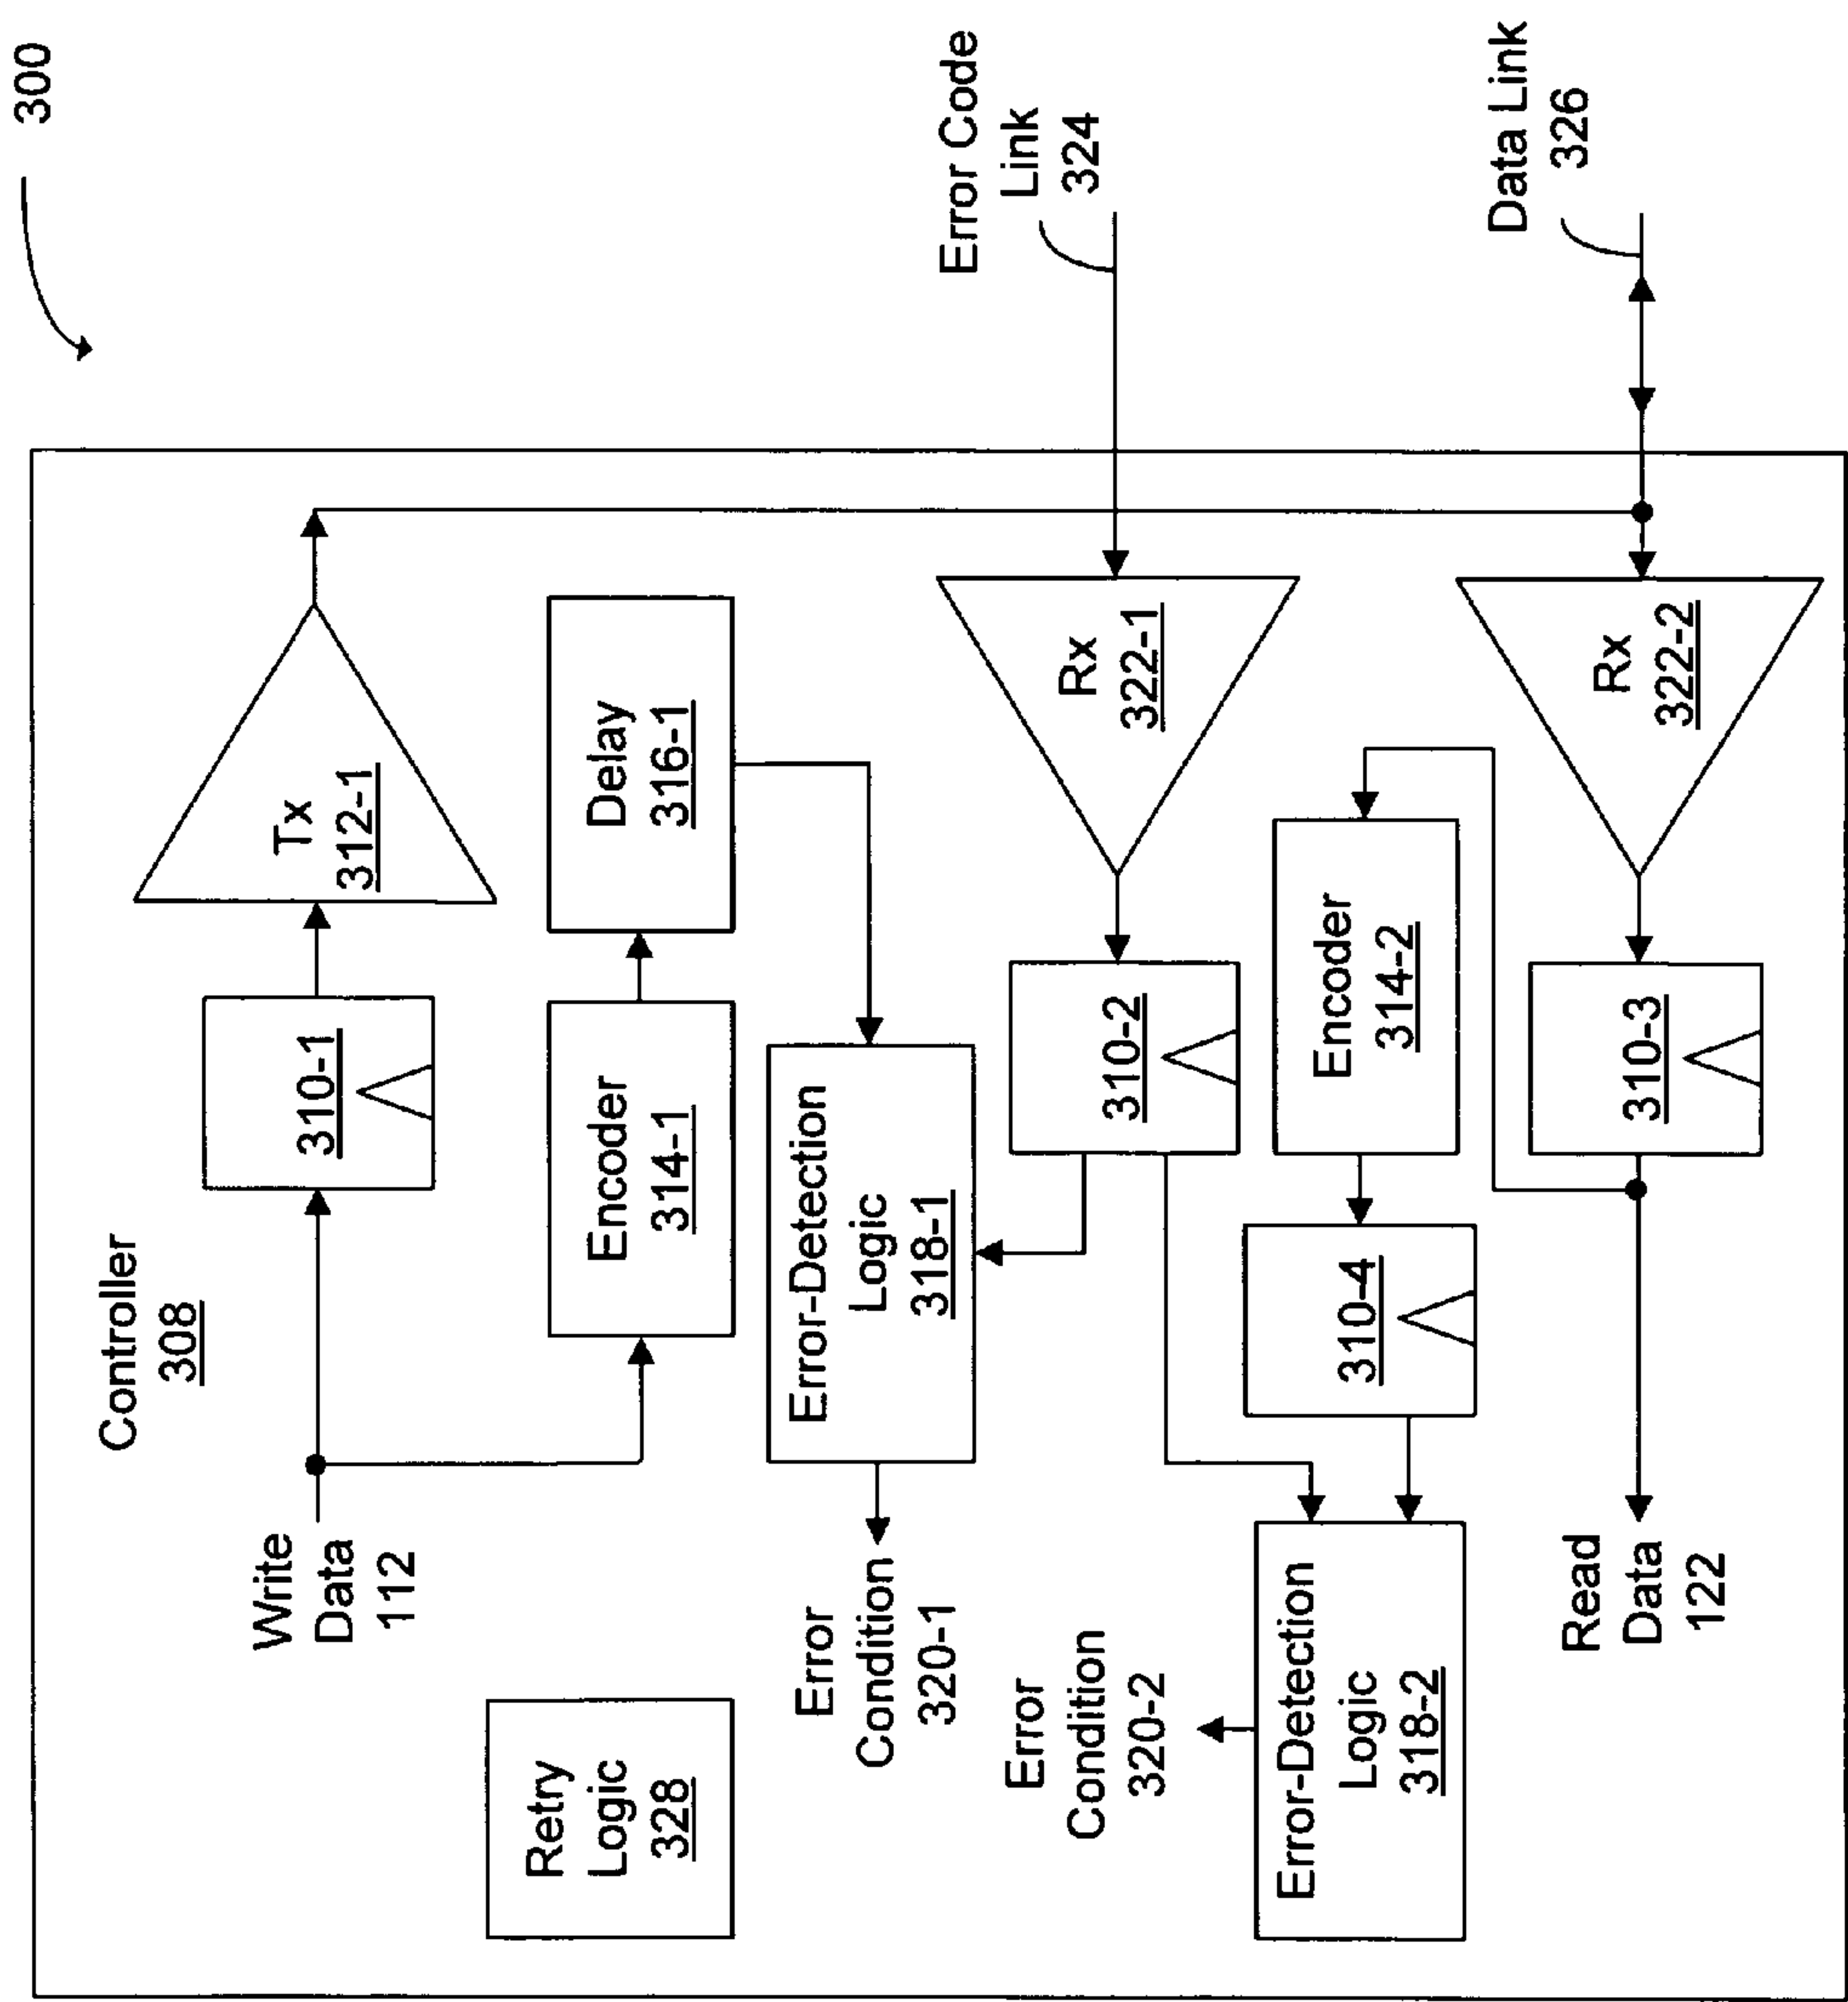 300
Controller
308
Write
Data
112
310-1
Tx
312-1
Encoder
314-1
Delay
316-1
Retry
Logic
328
Error-Detection
Logic
318-1
Error
Condition
320-1
Error Code
Link
324
Rx
322-1
310-2
Encoder
314-2
310-4
Error
Condition
320-2
Error-Detection
Logic
318-2
Data Link
326
Rx
322-2
310-3
Read
Data
122